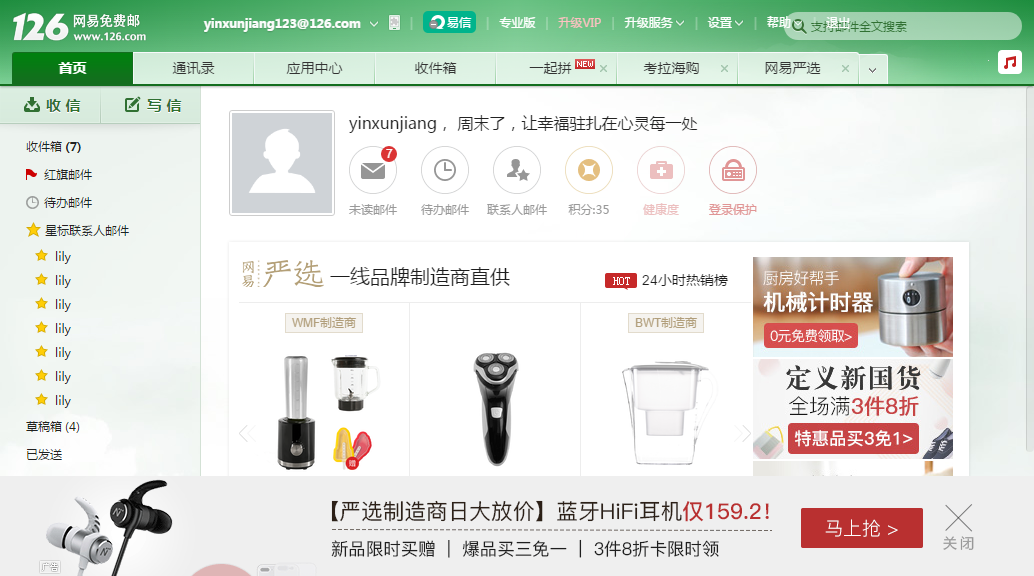 126 网易免费邮
www.126.com
yinxunjiang123@126.com
易信
专业版
升级VIP
升级服务
设置
帮助
退出
支持邮件全文搜索
首页
通讯录
应用中心
收件箱
一起拼 NEW
考拉海购
网易严选
收信
写信
收件箱 (7)
红旗邮件
待办邮件
星标联系人邮件
lily
lily
lily
lily
lily
lily
lily
草稿箱 (4)
已发送
yinxunjiang， 周末了，让幸福驻扎在心灵每一处
7
未读邮件
待办邮件
联系人邮件
积分:35
健康度
登录保护
网易严选 一线品牌制造商直供
HOT 24小时热销榜
WMF制造商
BWT制造商
赠
厨房好帮手
机械计时器
0元免费领取>
定义新国货
全场满3件8折
特惠品买3免1>
【严选制造商日大放价】蓝牙HiFi耳机仅159.2!
新品限时买赠 | 爆品买三免一 | 3件8折卡限时领
马上抢 >
关闭
广告